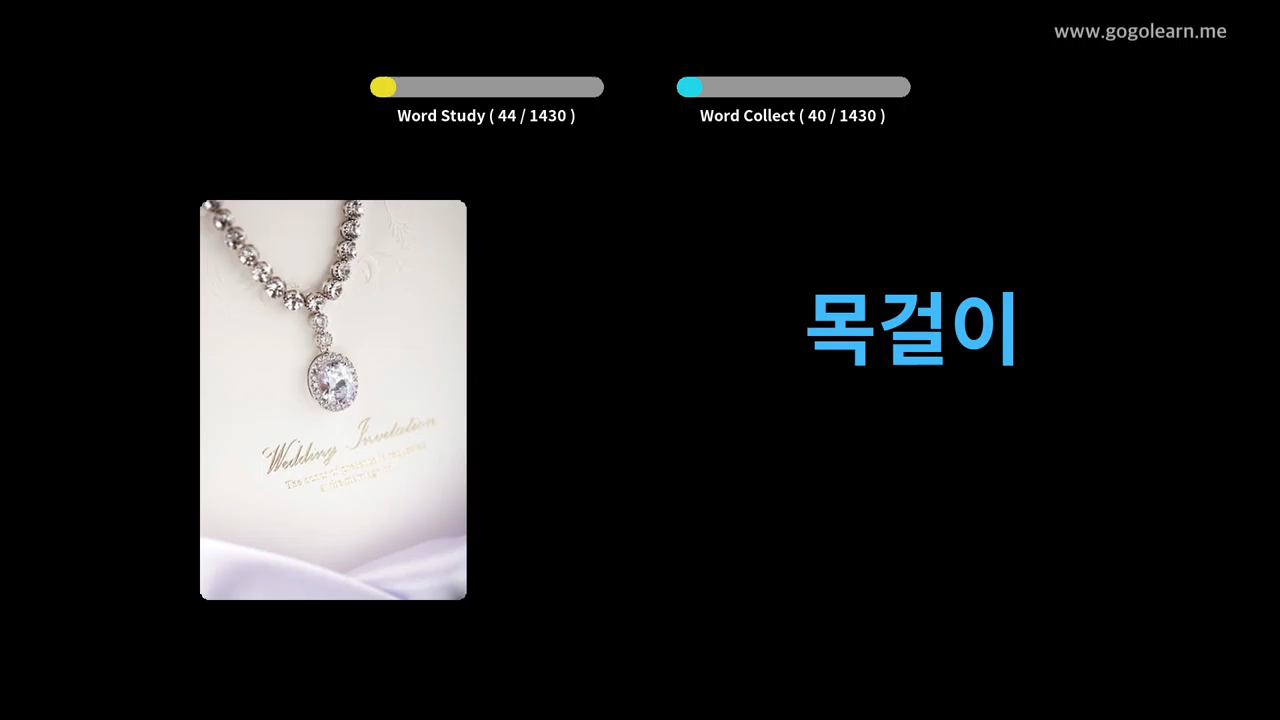 www.gogolearn.me
Word Study ( 44 / 1430 )
Word Collect ( 40 / 1430 )
목걸이
Wedding Invitation